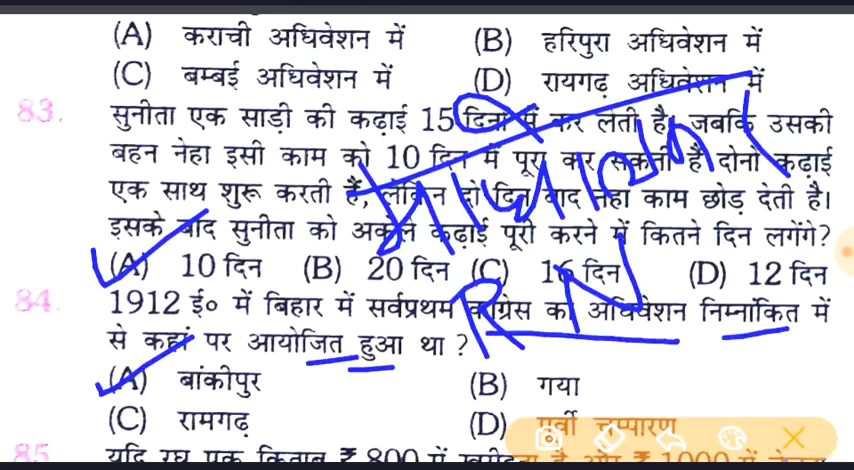 (A) कराची अधिवेशन में (B) हरिपुरा अधिवेशन में
(C) बम्बई अधिवेशन में (D) रायगढ़ अधिवेशन में
83. सुनीता एक साड़ी की कढ़ाई 15 दिनों में कर लेती है, जबकि उसकी
बहन नेहा इसी काम को 10 दिन में पूरा कर सकती है। दोनों कढ़ाई
एक साथ शुरू करती हैं, लेकिन दो दिन बाद नेहा काम छोड़ देती है।
इसके बाद सुनीता को अकेले कढ़ाई पूरी करने में कितने दिन लगेंगे?
(A) 10 दिन (B) 20 दिन (C) 16 दिन (D) 12 दिन
84. 1912 ई० में बिहार में सर्वप्रथम कांग्रेस का अधिवेशन निम्नांकित में
से कहां पर आयोजित हुआ था ?
(A) बांकीपुर (B) गया
(C) रामगढ़ (D) पूर्वी चम्पारण
85
R N